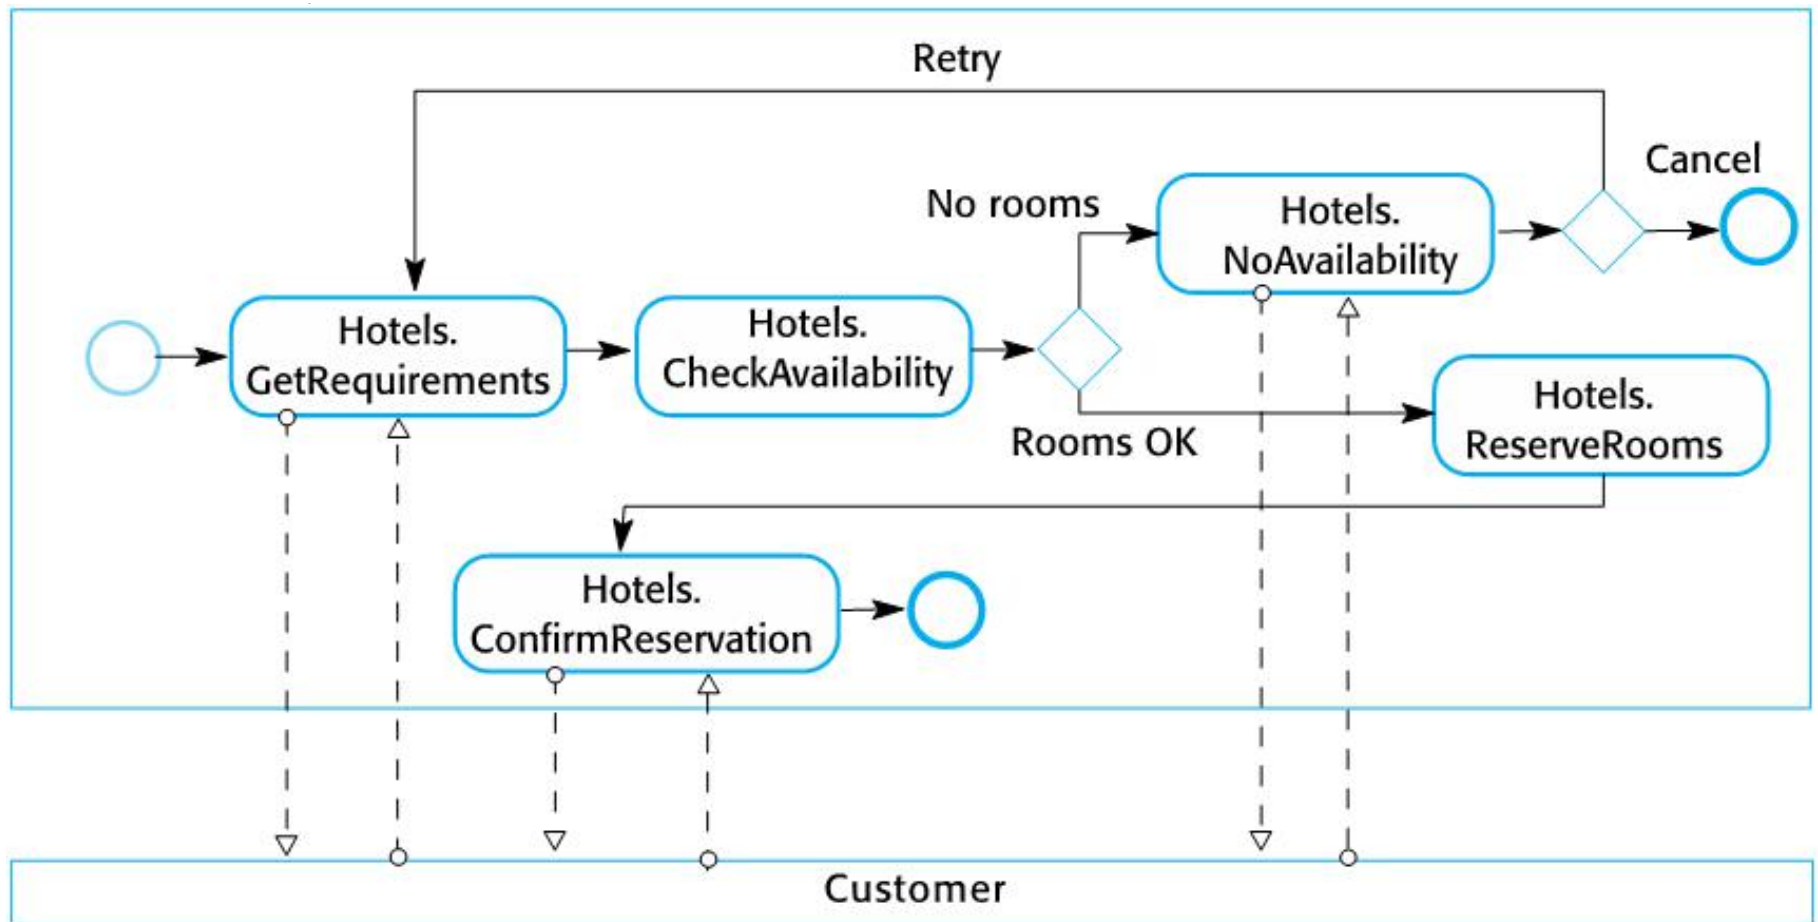 Retry
Cancel
No rooms
Hotels.
NoAvailability
Hotels.
GetRequirements
Hotels.
CheckAvailability
Rooms OK
Hotels.
ReserveRooms
Hotels.
ConfirmReservation
Customer